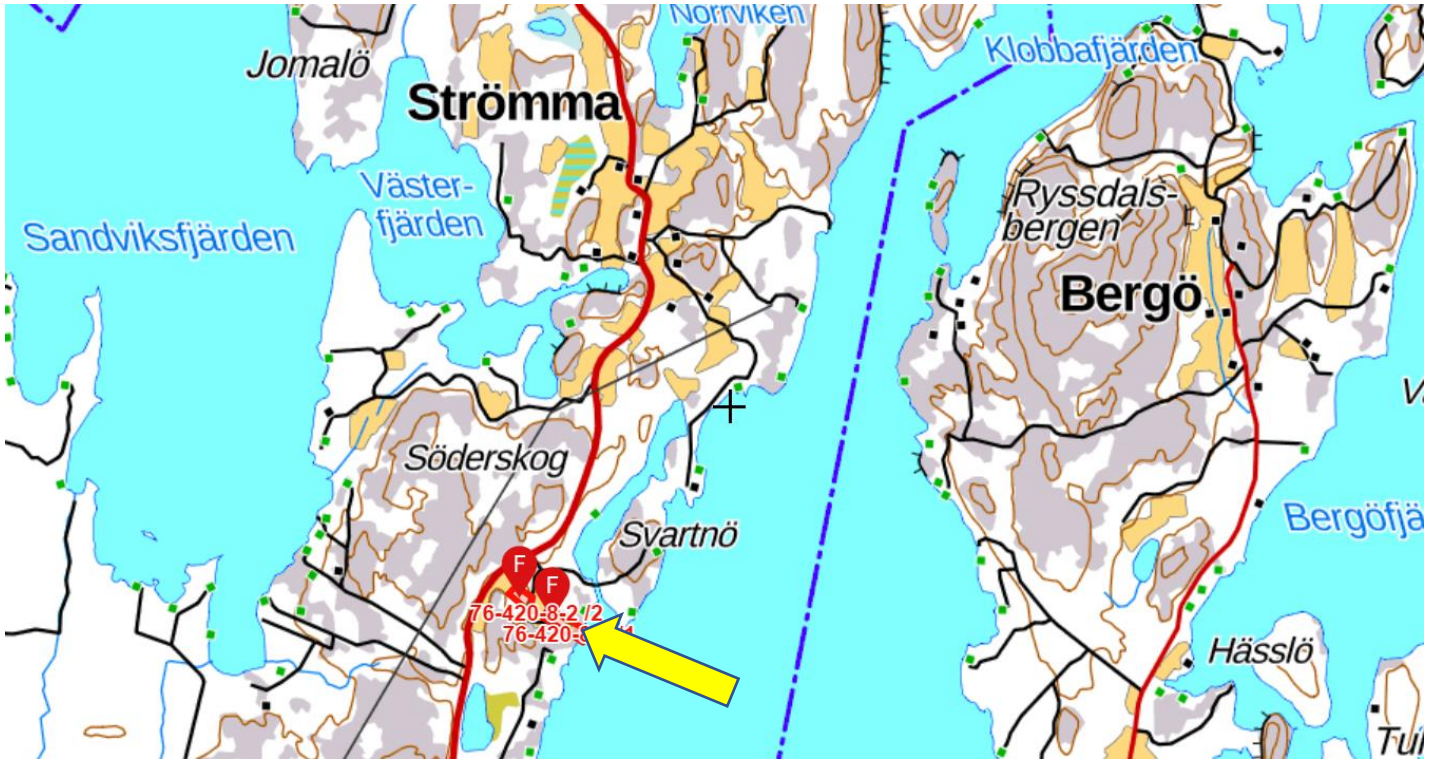 Norrviken
Jomalö
Klobbafjärden
Strömma
Väster-
fjärden
Ryssdals-
bergen
Sandviksfjärden
Bergö
Söderskog
Bergöfjä
Svartnö
F
F
76-420-8-2 /2
76-420-
Hässlö